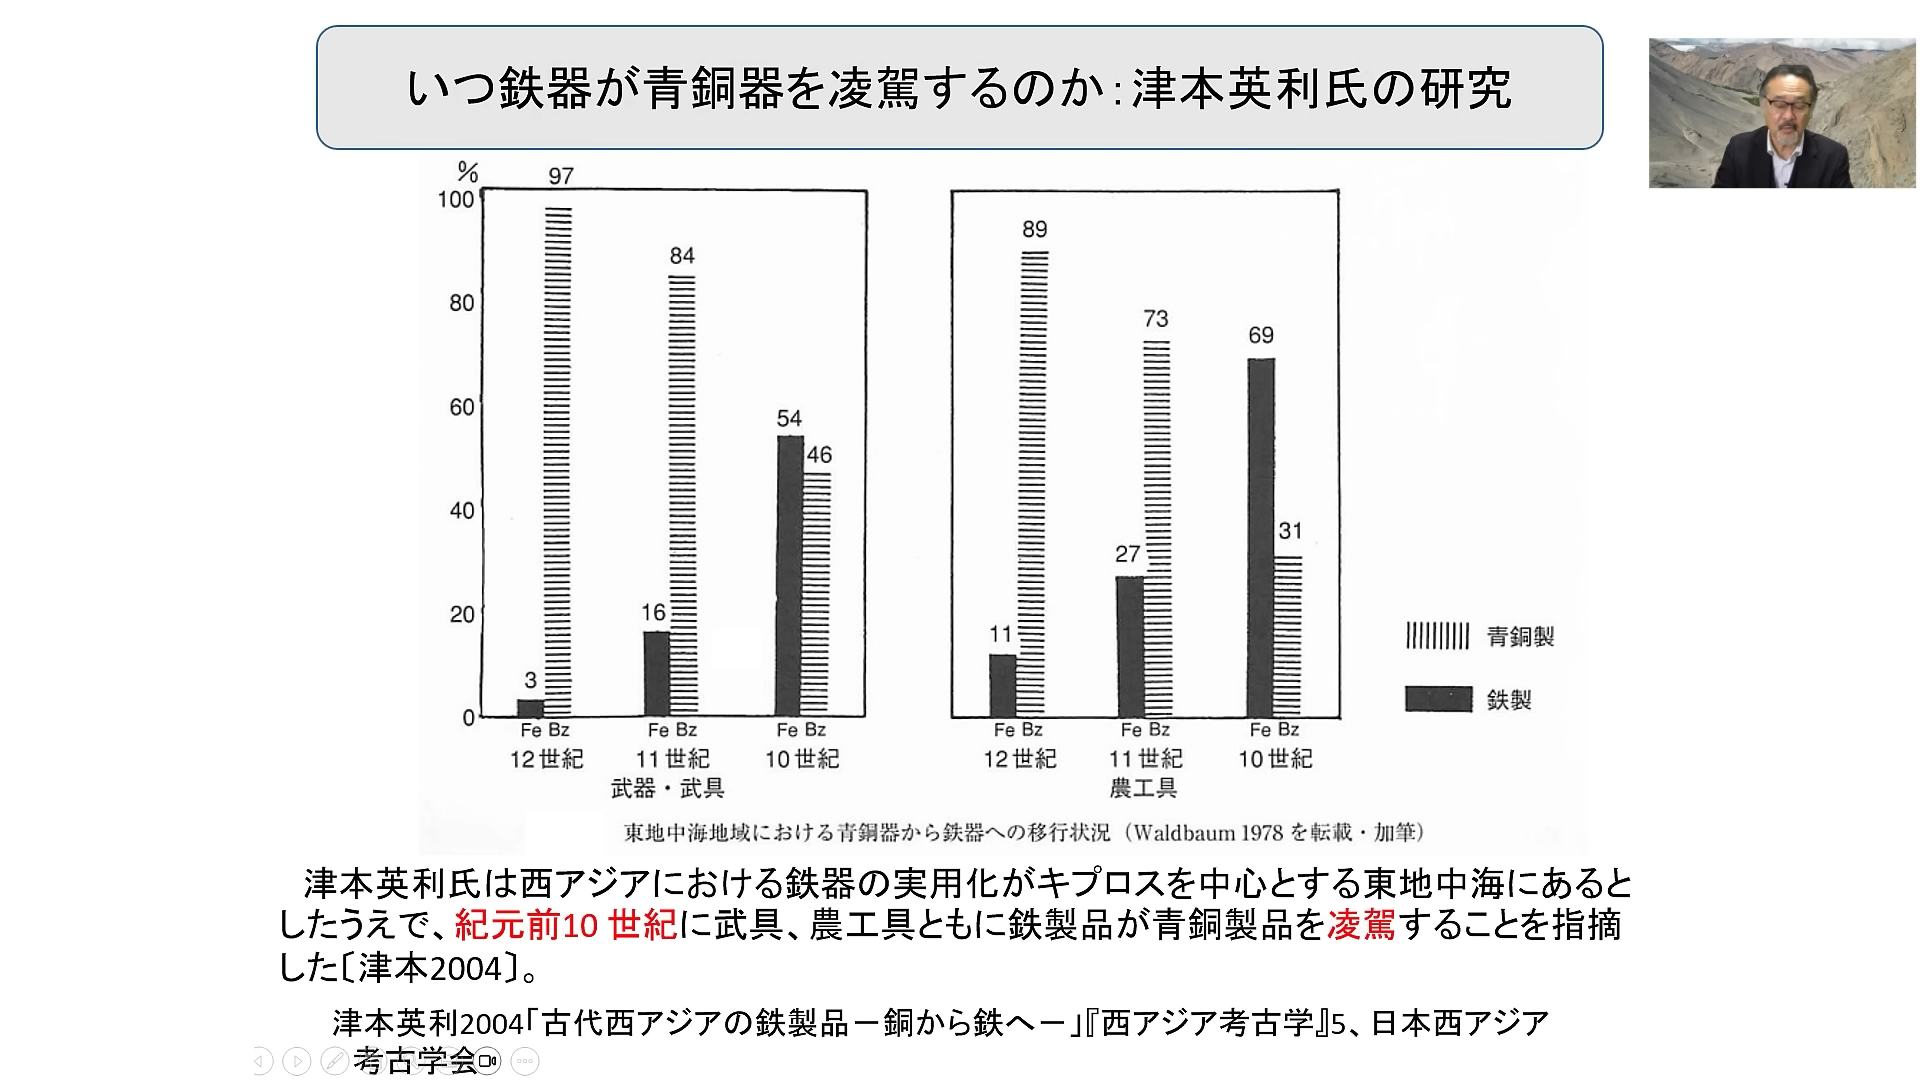 いつ鉄器が青銅器を凌駕するのか：津本英利氏の研究
%
100
80
60
40
20
0
97
84
54
46
16
3
Fe Bz
Fe Bz
Fe Bz
12世紀
11世紀
10世紀
武器・武具
89
73
69
31
27
11
Fe Bz
Fe Bz
Fe Bz
12世紀
11世紀
10世紀
農工具
青銅製
鉄製
東地中海地域における青銅器から鉄器への移行状況（Waldbaum 1978 を転載・加筆）
津本英利氏は西アジアにおける鉄器の実用化がキプロスを中心とする東地中海にあると
したうえで、紀元前10 世紀に武具、農工具ともに鉄製品が青銅製品を凌駕することを指摘
した〔津本2004〕。
津本英利2004「古代西アジアの鉄製品－銅から鉄へ－」『西アジア考古学』5、日本西アジア
考古学会